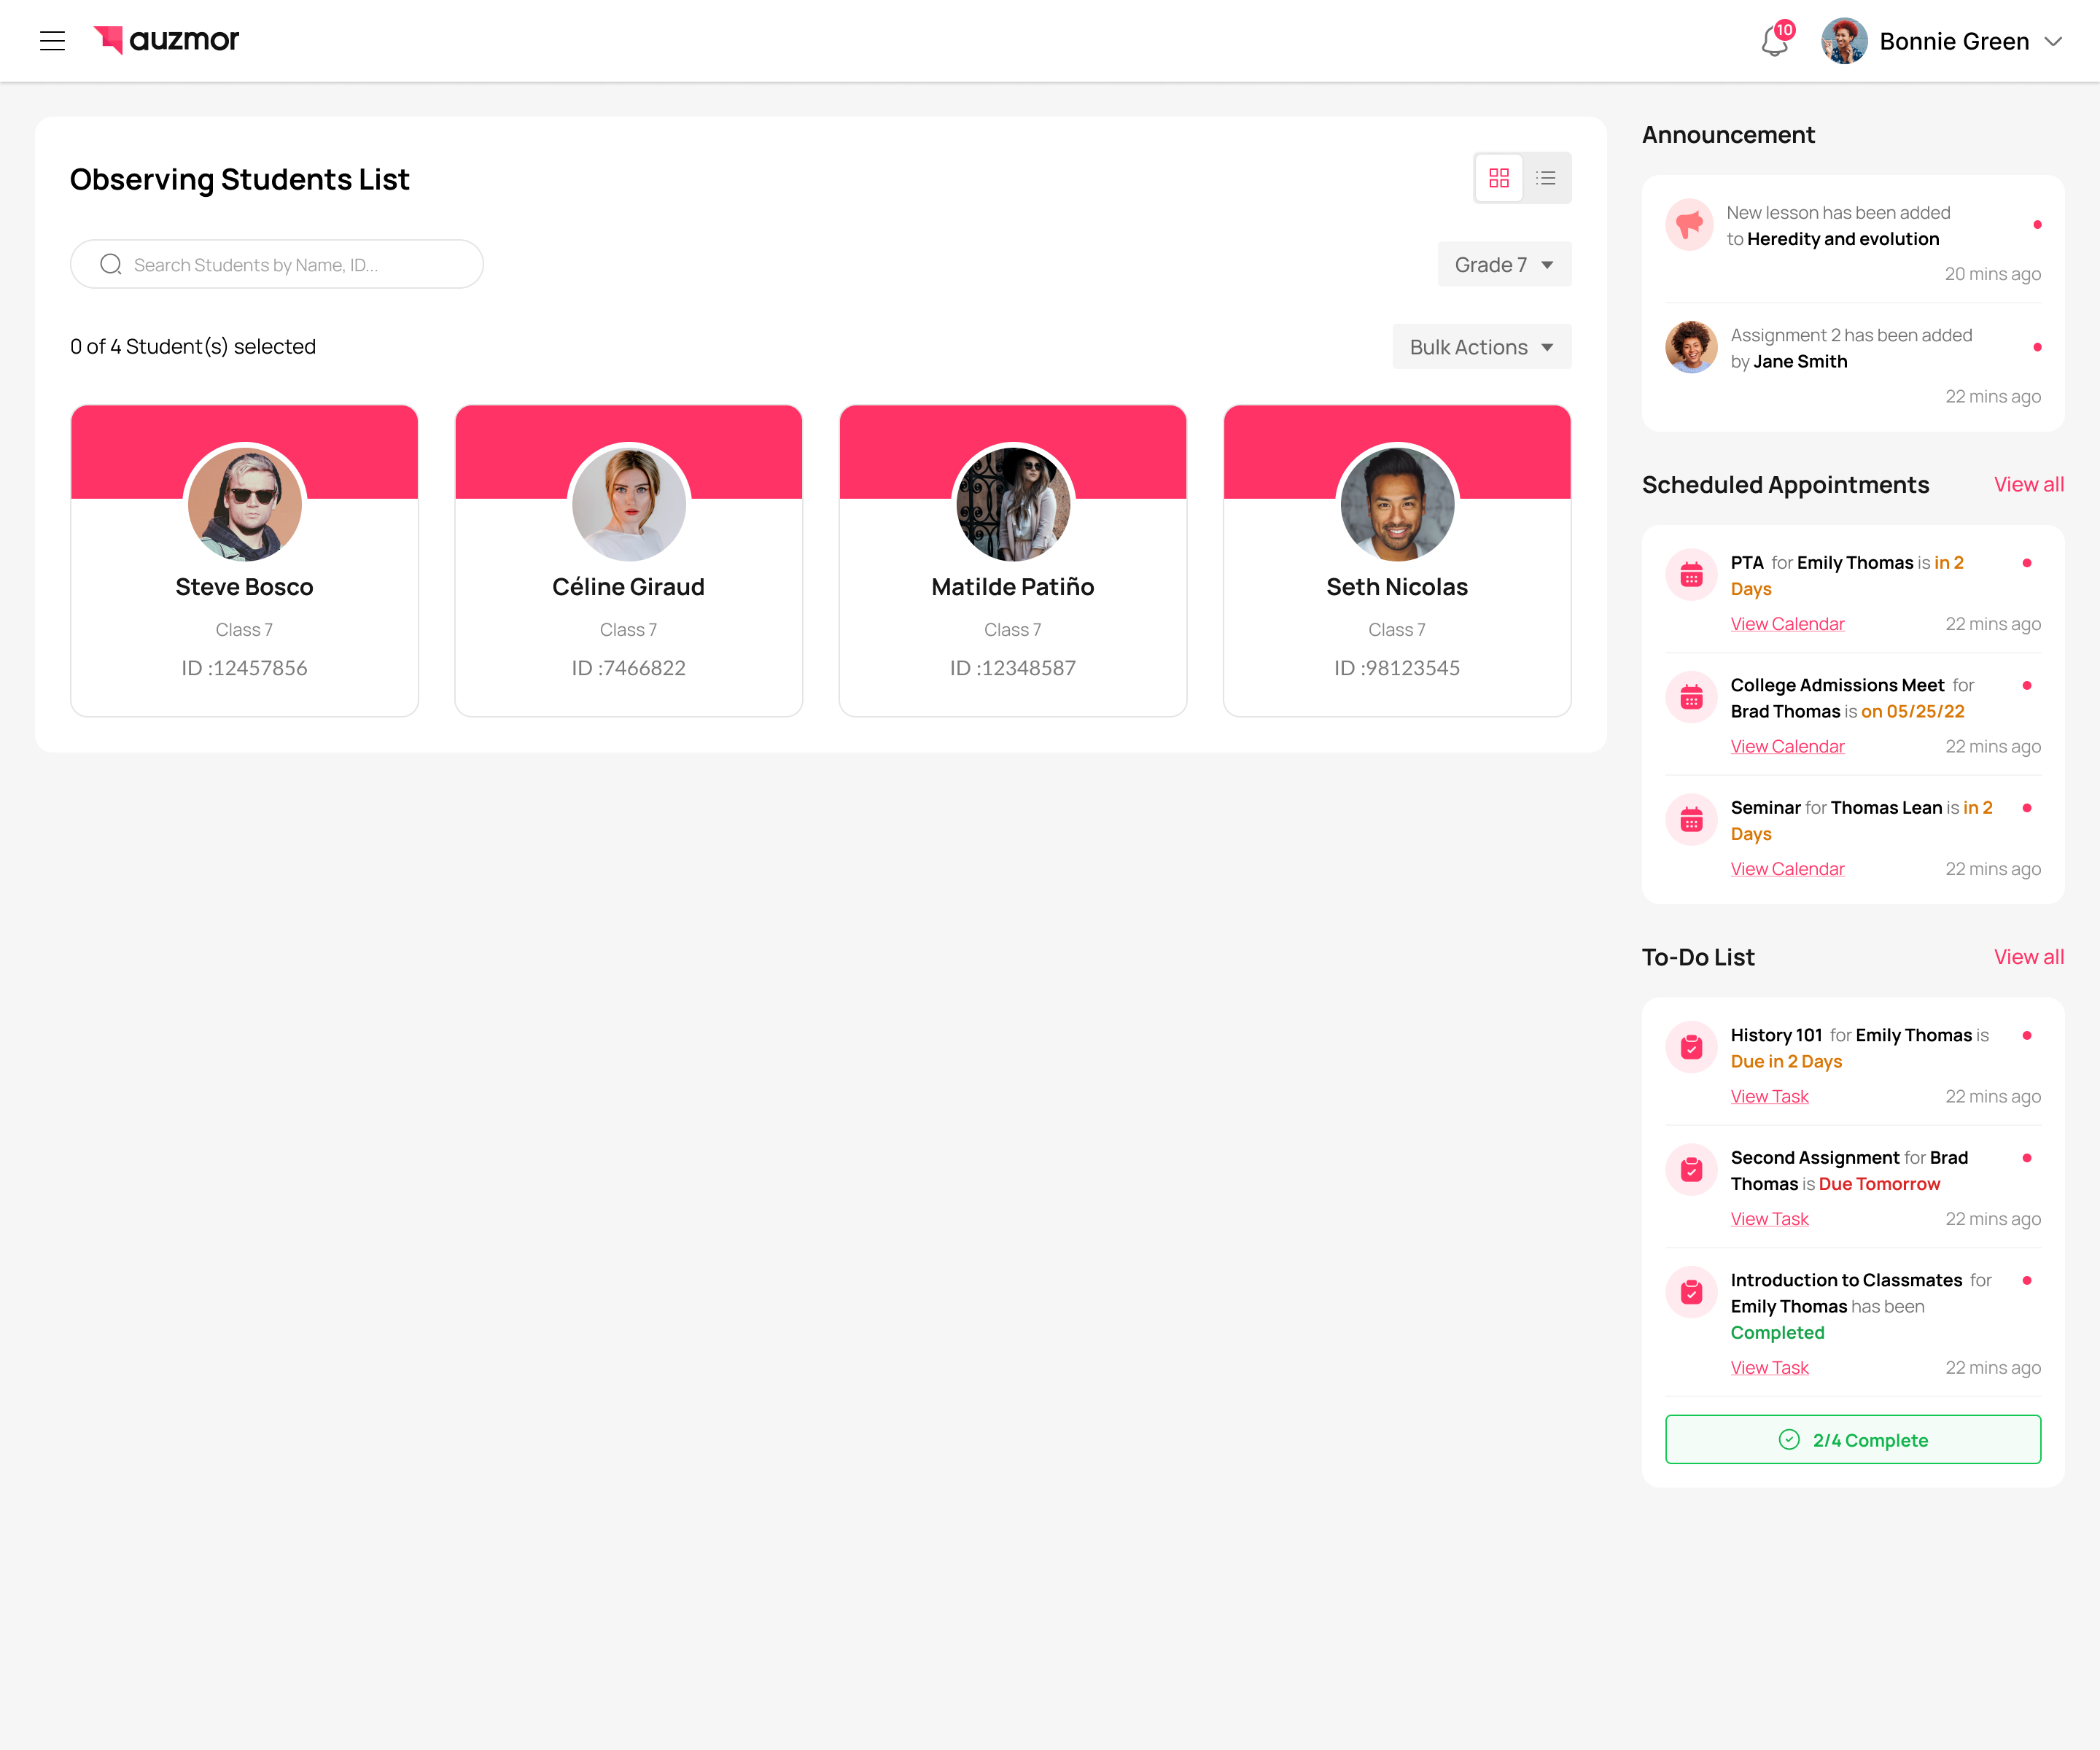 auzmor
10
Bonnie Green
Observing Students List
Search Students by Name, ID...
Grade 7
0 of 4 Student(s) selected
Bulk Actions
Steve Bosco
Class 7
ID :12457856
Céline Giraud
Class 7
ID :7466822
Matilde Patiño
Class 7
ID :12348587
Seth Nicolas
Class 7
ID :98123545
Announcement
New lesson has been added
to Heredity and evolution
20 mins ago
Assignment 2 has been added
by Jane Smith
22 mins ago
Scheduled Appointments
View all
PTA for Emily Thomas is in 2
Days
View Calendar
22 mins ago
College Admissions Meet for
Brad Thomas is on 05/25/22
View Calendar
22 mins ago
Seminar for Thomas Lean is in 2
Days
View Calendar
22 mins ago
To-Do List
View all
History 101 for Emily Thomas is
Due in 2 Days
View Task
22 mins ago
Second Assignment for Brad
Thomas is Due Tomorrow
View Task
22 mins ago
Introduction to Classmates for
Emily Thomas has been
Completed
View Task
22 mins ago
2/4 Complete